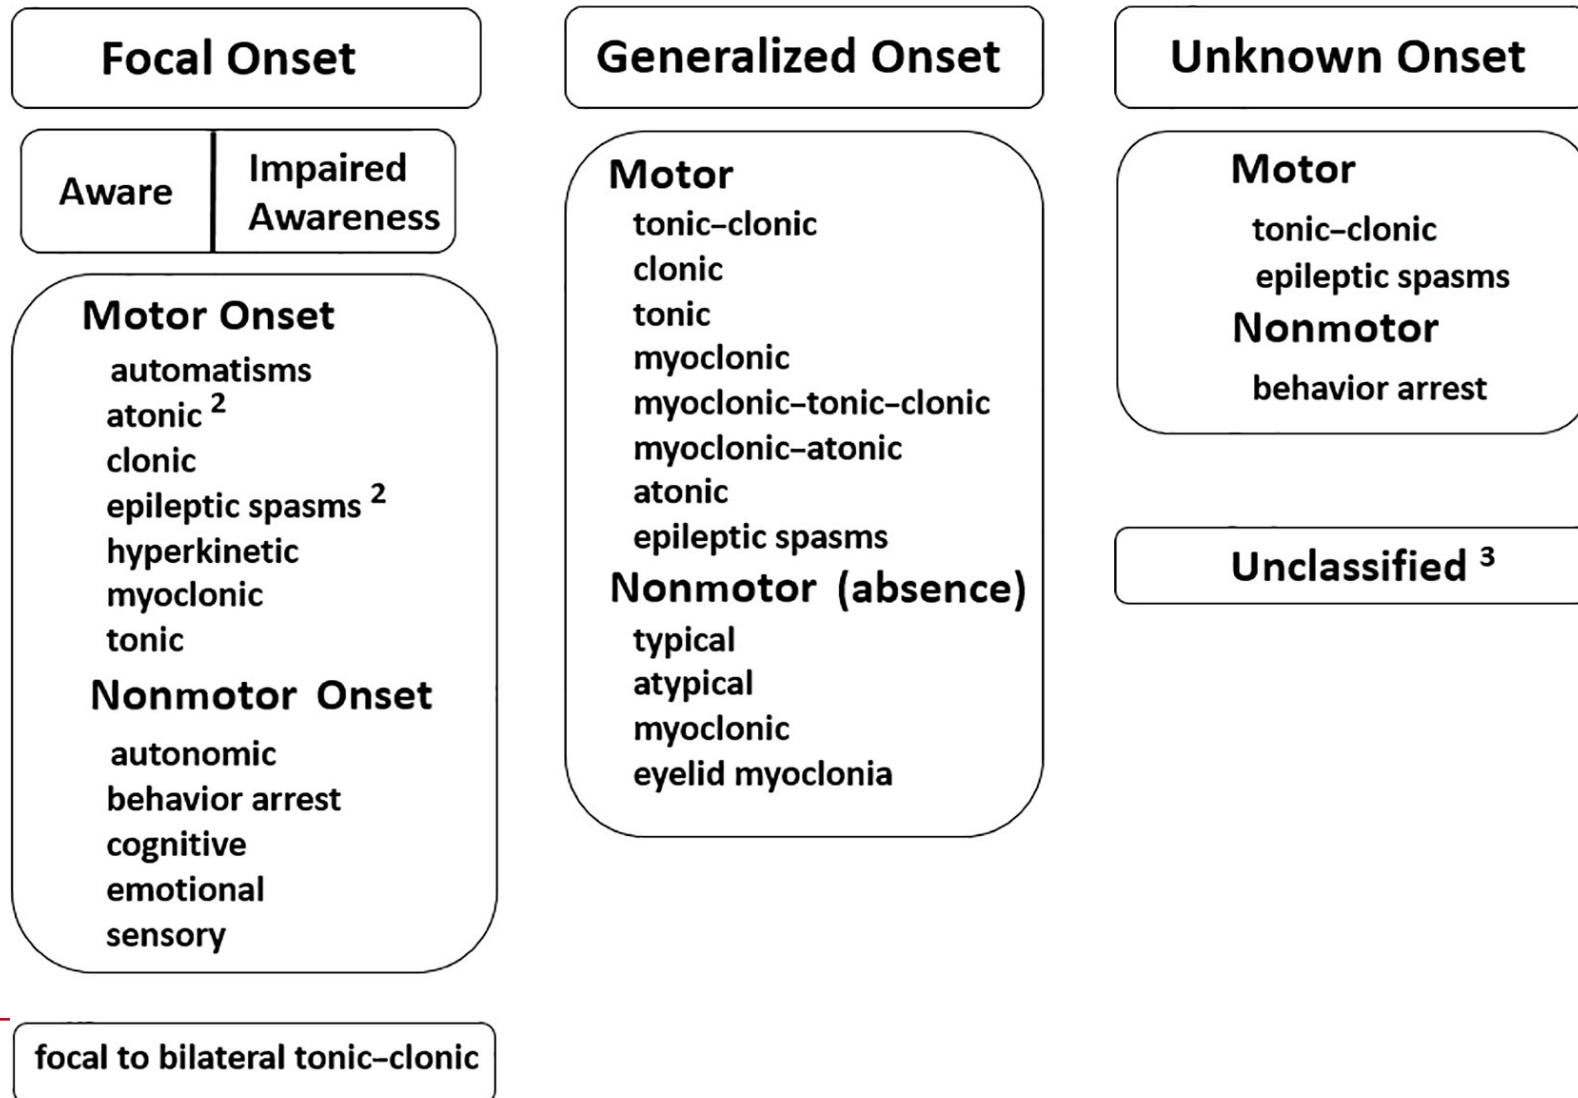 Focal Onset
Aware
Impaired
Awareness
Motor Onset
automatisms
atonic ²
clonic
epileptic spasms ²
hyperkinetic
myoclonic
tonic
Nonmotor Onset
autonomic
behavior arrest
cognitive
emotional
sensory
focal to bilateral tonic–clonic
Generalized Onset
Motor
tonic–clonic
clonic
tonic
myoclonic
myoclonic–tonic–clonic
myoclonic–atonic
atonic
epileptic spasms
Nonmotor (absence)
typical
atypical
myoclonic
eyelid myoclonia
Unknown Onset
Motor
tonic–clonic
epileptic spasms
Nonmotor
behavior arrest
Unclassified ³